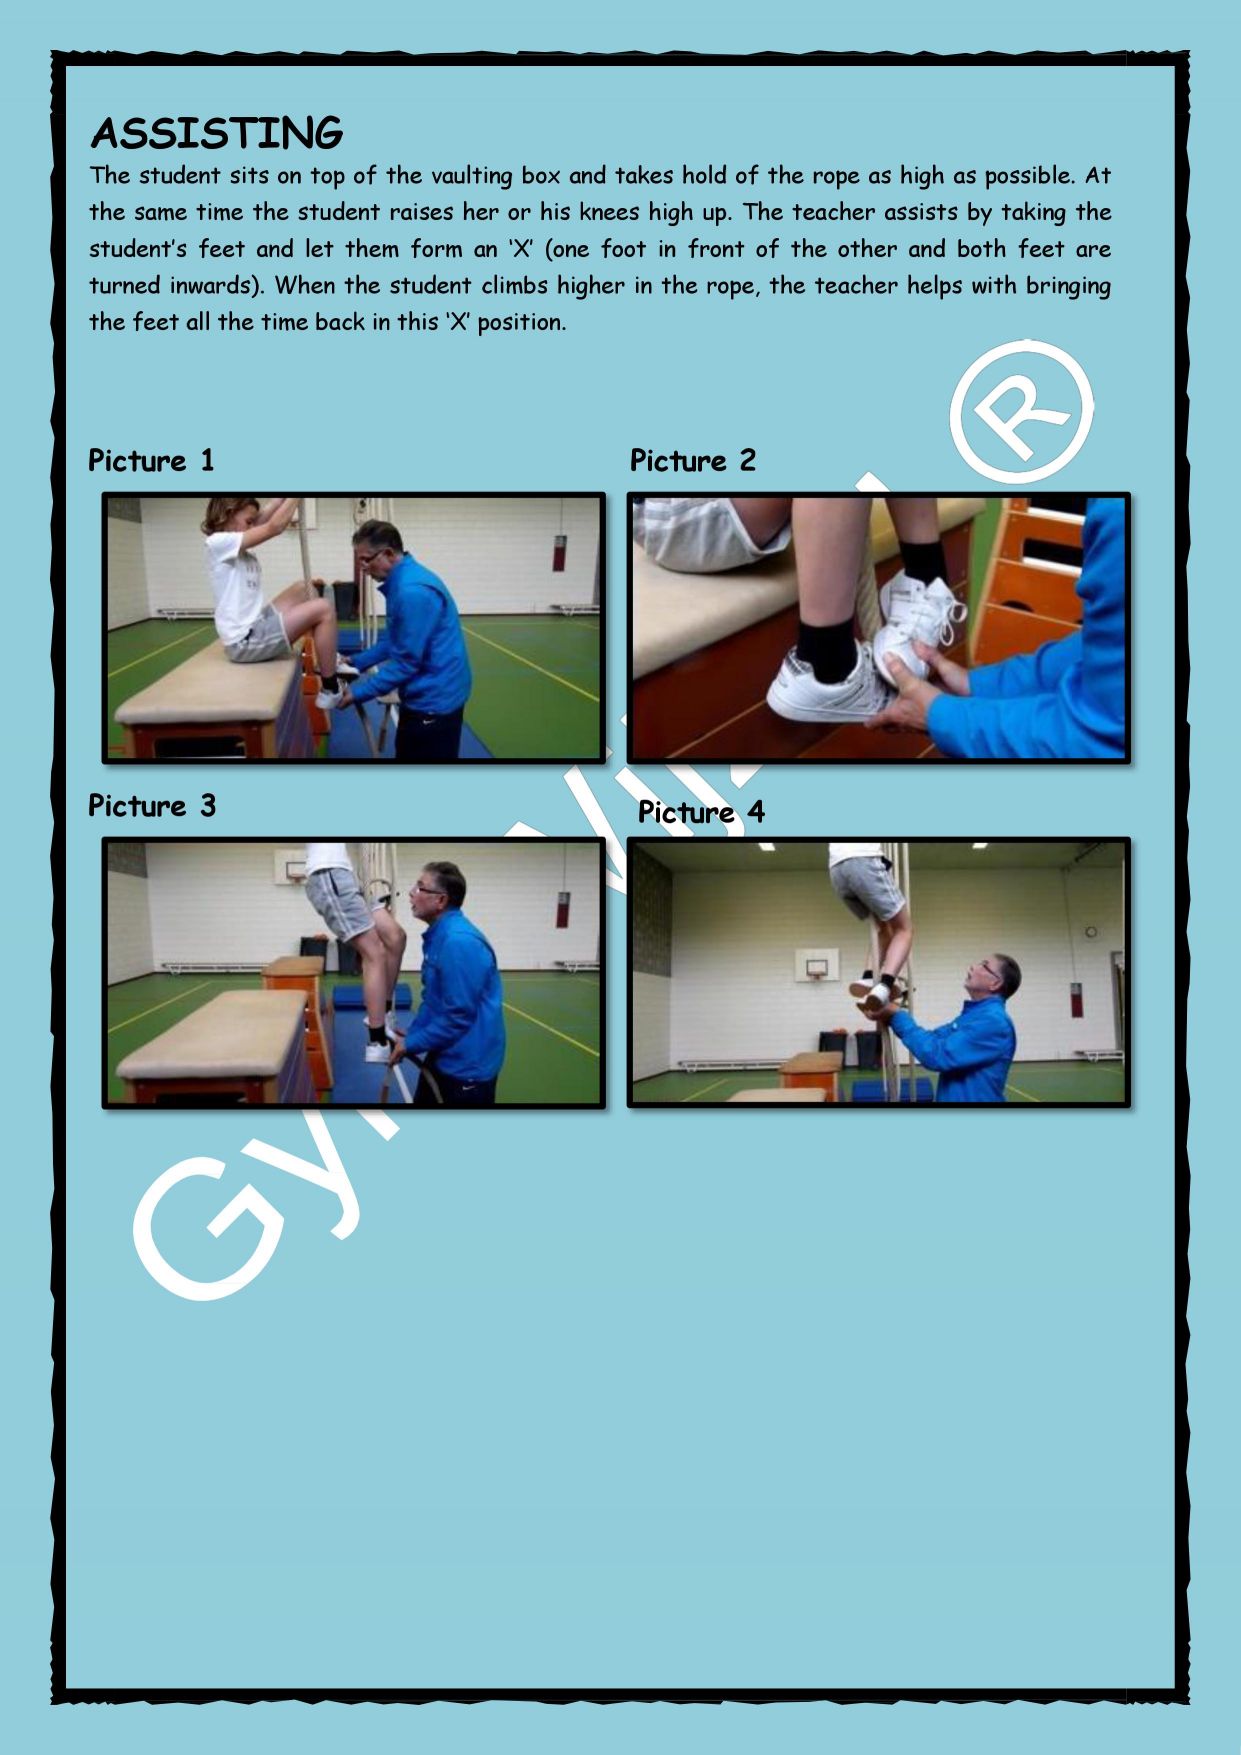 ASSISTING
The student sits on top of the vaulting box and takes hold of the rope as high as possible. At
the same time the student raises her or his knees high up. The teacher assists by taking the
student’s feet and let them form an ‘X’ (one foot in front of the other and both feet are
turned inwards). When the student climbs higher in the rope, the teacher helps with bringing
the feet all the time back in this ‘X’ position.
®
Picture 1
Picture 2
Picture 3
Picture 4